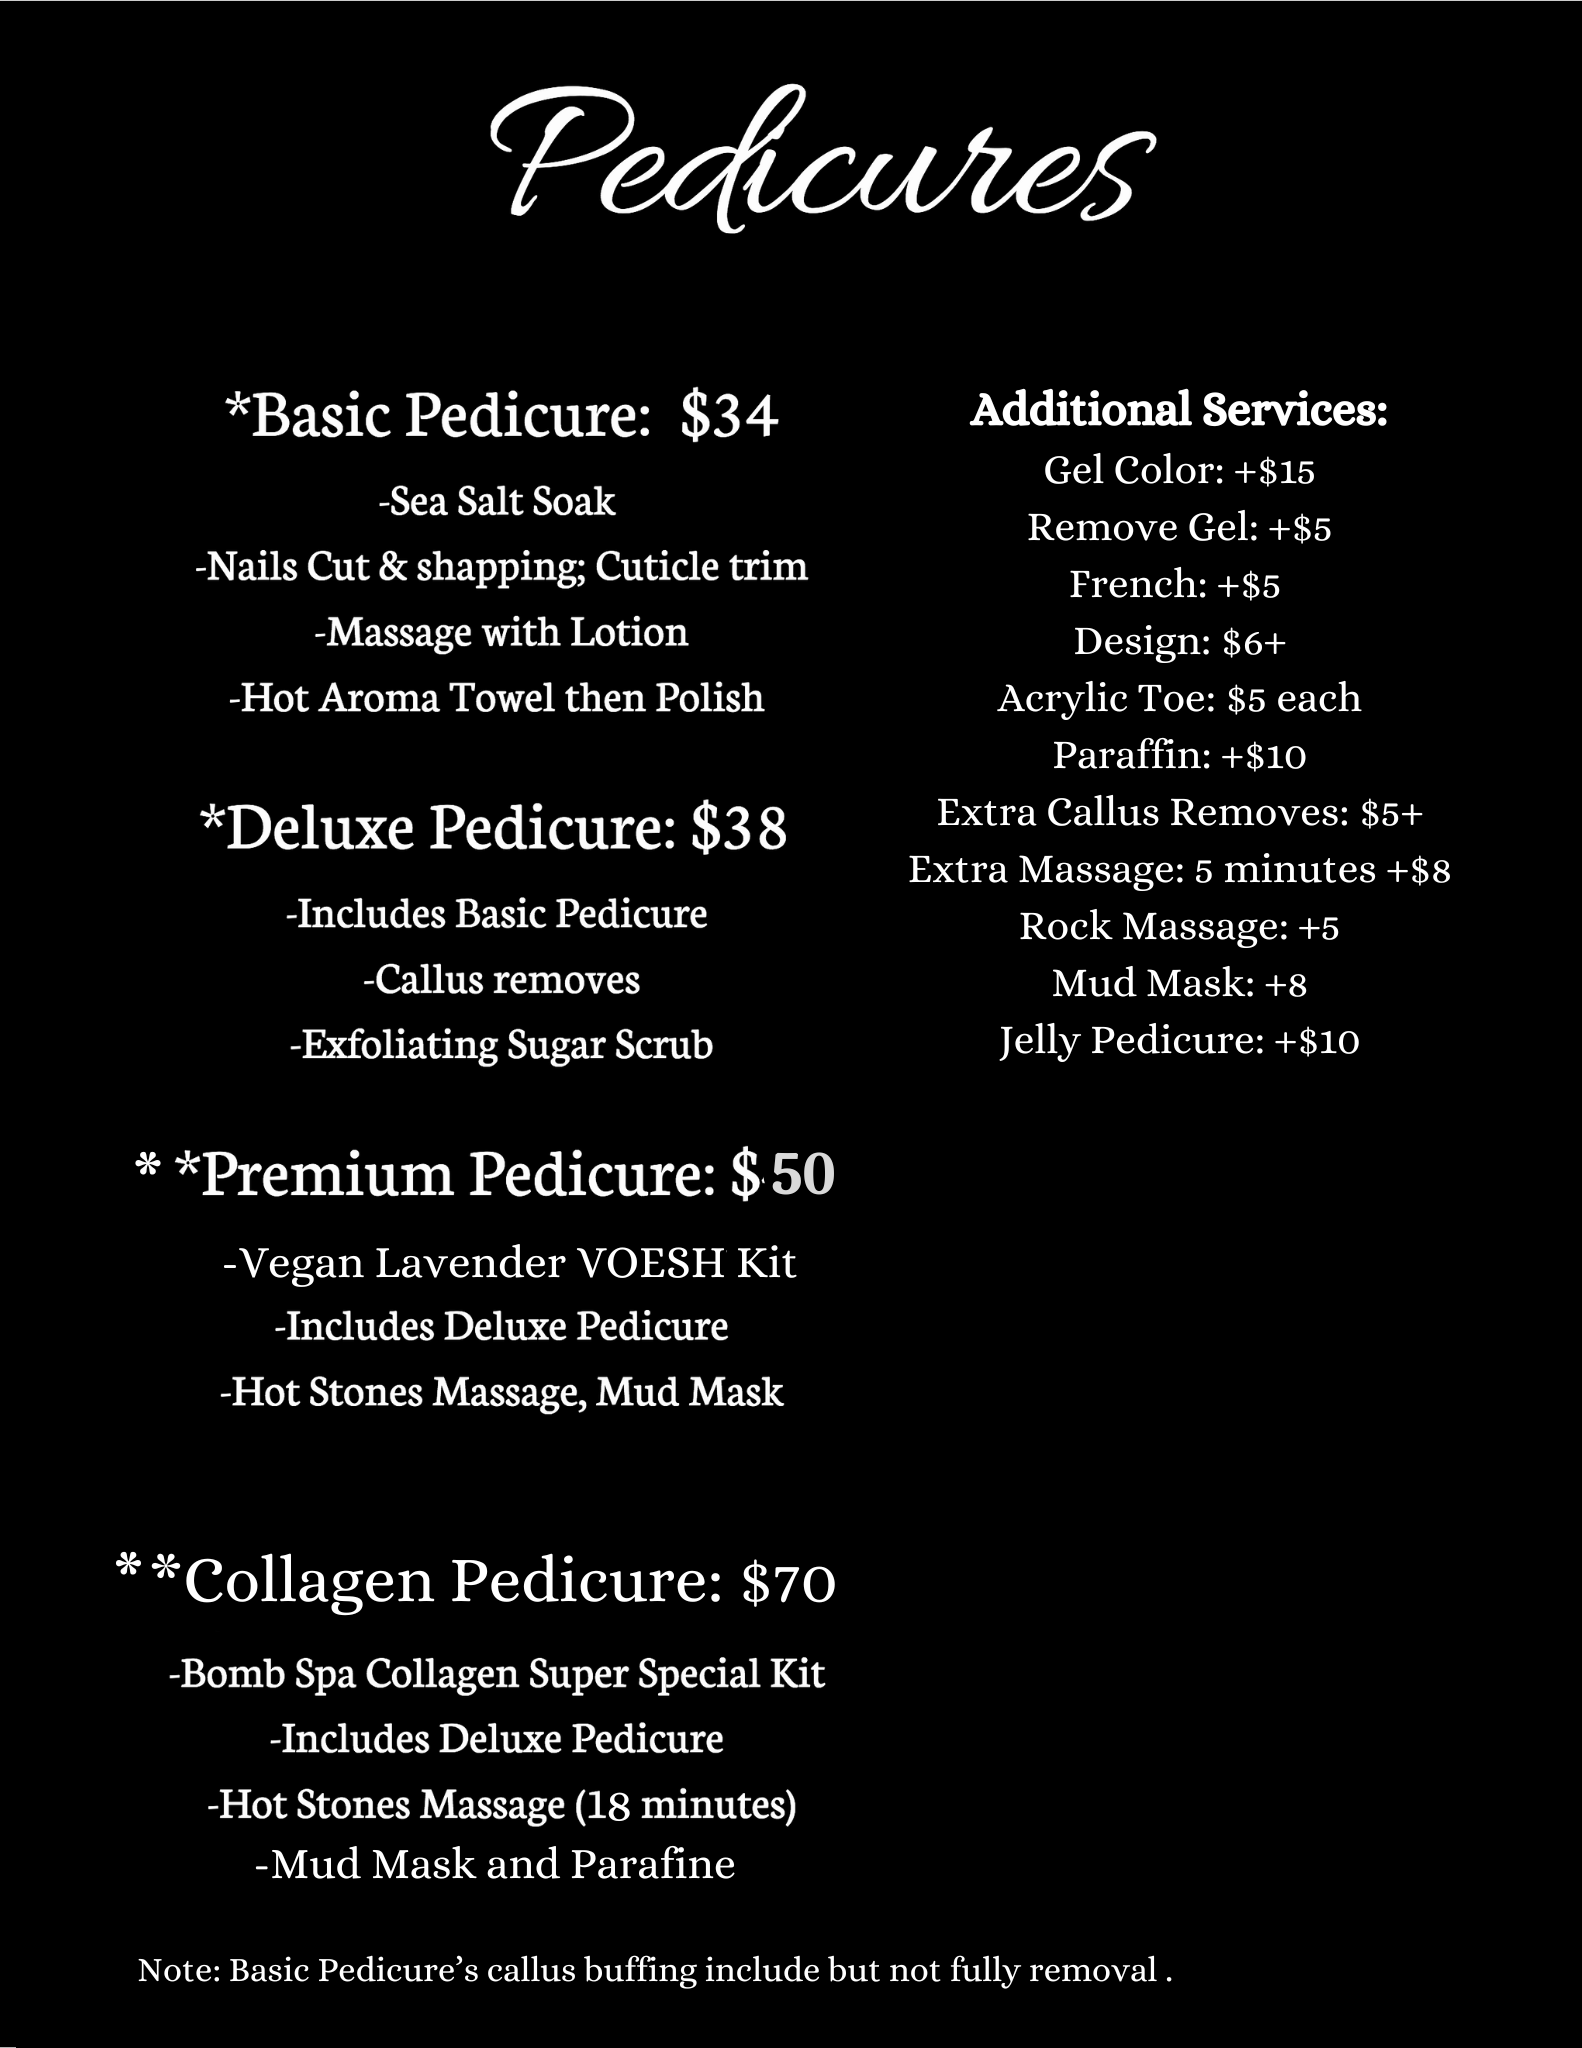 Pedicures
*Basic Pedicure: $34
-Sea Salt Soak
-Nails Cut & shapping; Cuticle trim
-Massage with Lotion
-Hot Aroma Towel then Polish
*Deluxe Pedicure: $38
-Includes Basic Pedicure
-Callus removes
-Exfoliating Sugar Scrub
* *Premium Pedicure: $50
-Vegan Lavender VOESH Kit
-Includes Deluxe Pedicure
-Hot Stones Massage, Mud Mask
* *Collagen Pedicure: $70
-Bomb Spa Collagen Super Special Kit
-Includes Deluxe Pedicure
-Hot Stones Massage (18 minutes)
-Mud Mask and Parafine
Additional Services:
Gel Color: +$15
Remove Gel: +$5
French: +$5
Design: $6+
Acrylic Toe: $5 each
Paraffin: +$10
Extra Callus Removes: $5+
Extra Massage: 5 minutes +$8
Rock Massage: +5
Mud Mask: +8
Jelly Pedicure: +$10
Note: Basic Pedicure’s callus buffing include but not fully removal .